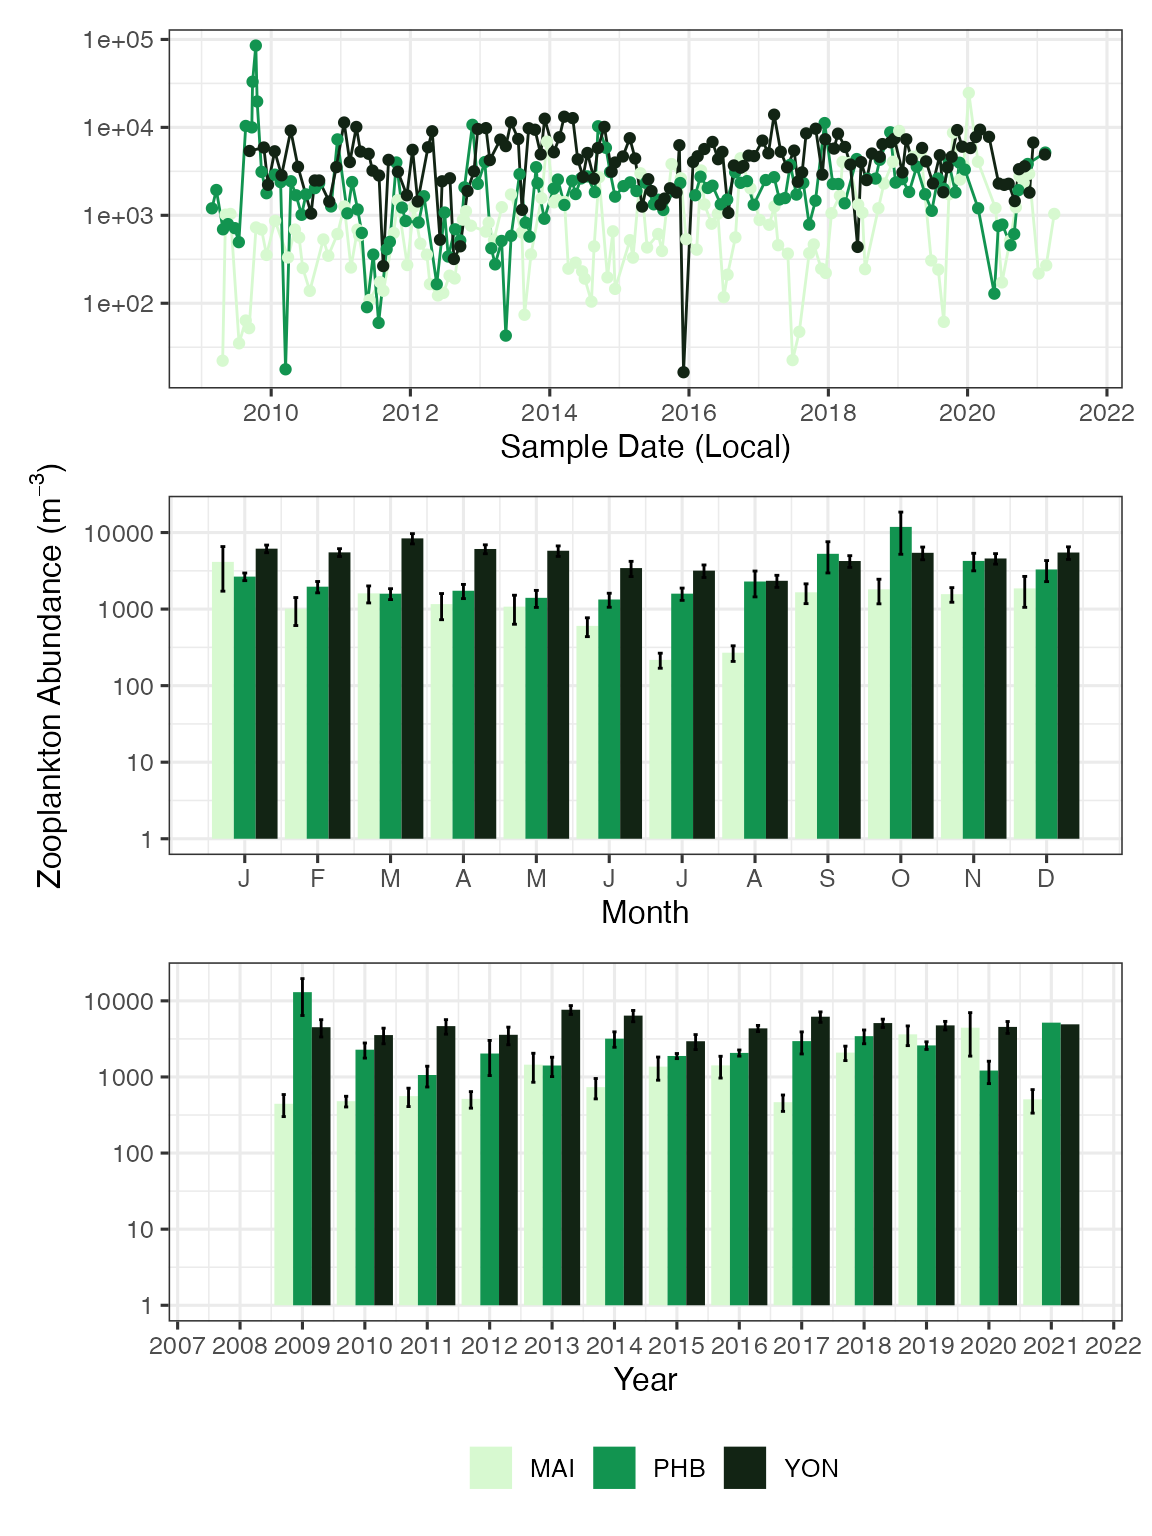 Zooplankton Abundance (m⁻³)
1e+05
1e+04
1e+03
1e+02
2010 2012 2014 2016 2018 2020 2022
Sample Date (Local)
10000
1000
100
10
1
J F M A M J J A S O N D
Month
10000
1000
100
10
1
2007 2008 2009 2010 2011 2012 2013 2014 2015 2016 2017 2018 2019 2020 2021 2022
Year
MAI PHB YON